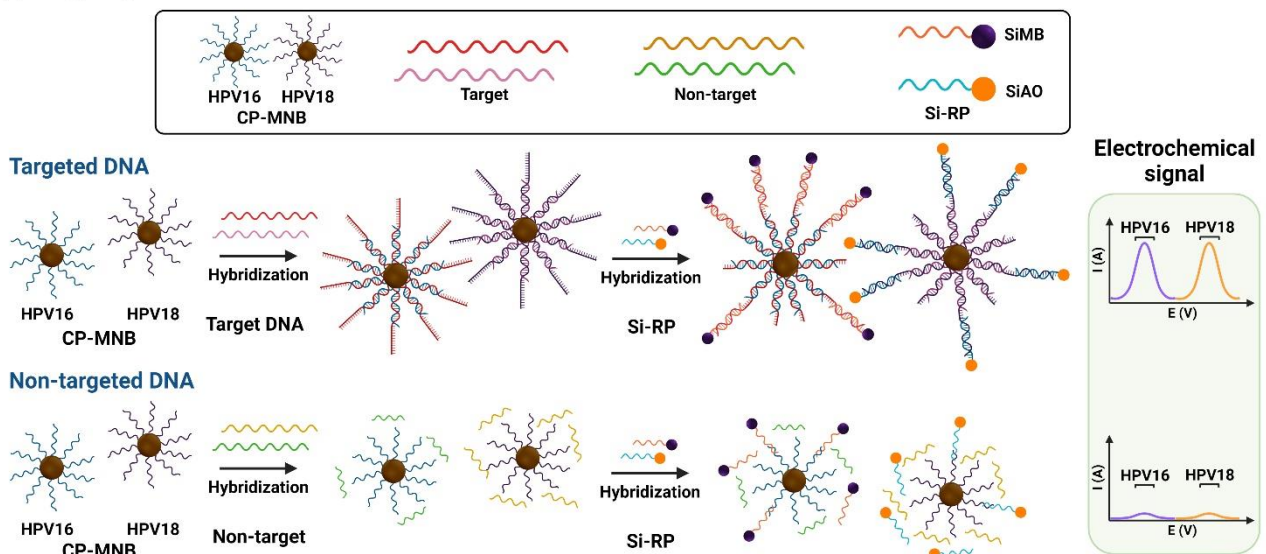 SiMB
HPV16 HPV18
CP-MNB
Target
Non-target
SiAO
Si-RP
Targeted DNA
HPV16 HPV18
CP-MNB
Hybridization
Target DNA
Hybridization
Si-RP
Electrochemical
signal
HPV16 HPV18
I (A)
E (V)
Non-targeted DNA
HPV16 HPV18
CP-MNB
Hybridization
Non-target
Hybridization
Si-RP
HPV16 HPV18
I (A)
E (V)